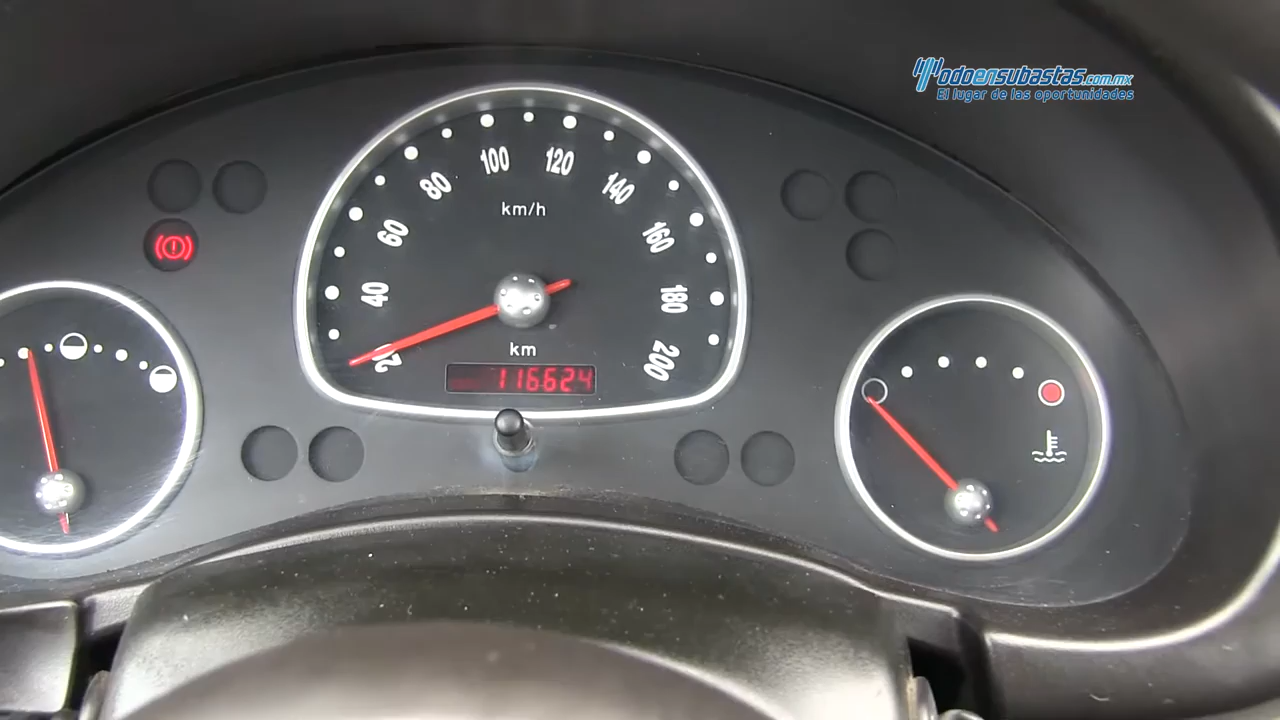 Todoensubastas.com.mx
El lugar de las oportunidades
20
40
60
80
100
120
140
160
180
200
km/h
km
116624